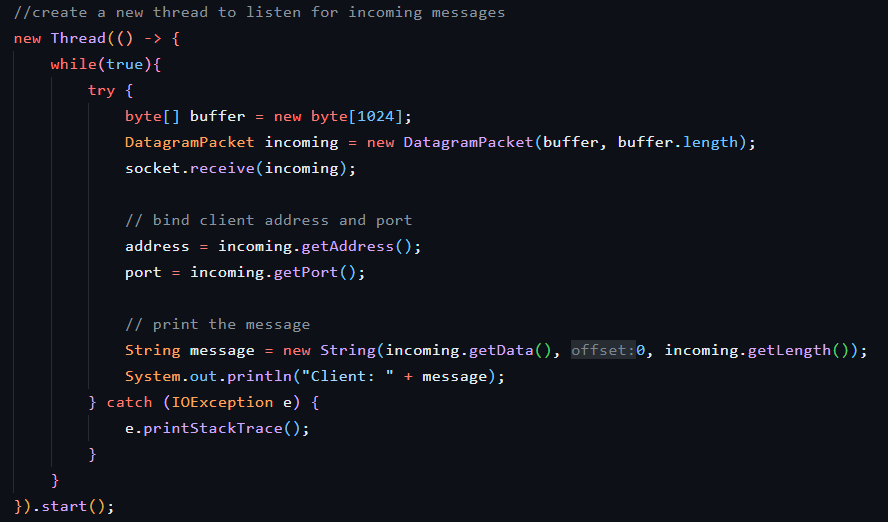 //create a new thread to listen for incoming messages
new Thread(() -> {
    while(true){
        try {
            byte[] buffer = new byte[1024];
            DatagramPacket incoming = new DatagramPacket(buffer, buffer.length);
            socket.receive(incoming);

            // bind client address and port
            address = incoming.getAddress();
            port = incoming.getPort();

            // print the message
            String message = new String(incoming.getData(), offset:0, incoming.getLength());
            System.out.println("Client: " + message);
        } catch (IOException e) {
            e.printStackTrace();
        }
    }
}).start();